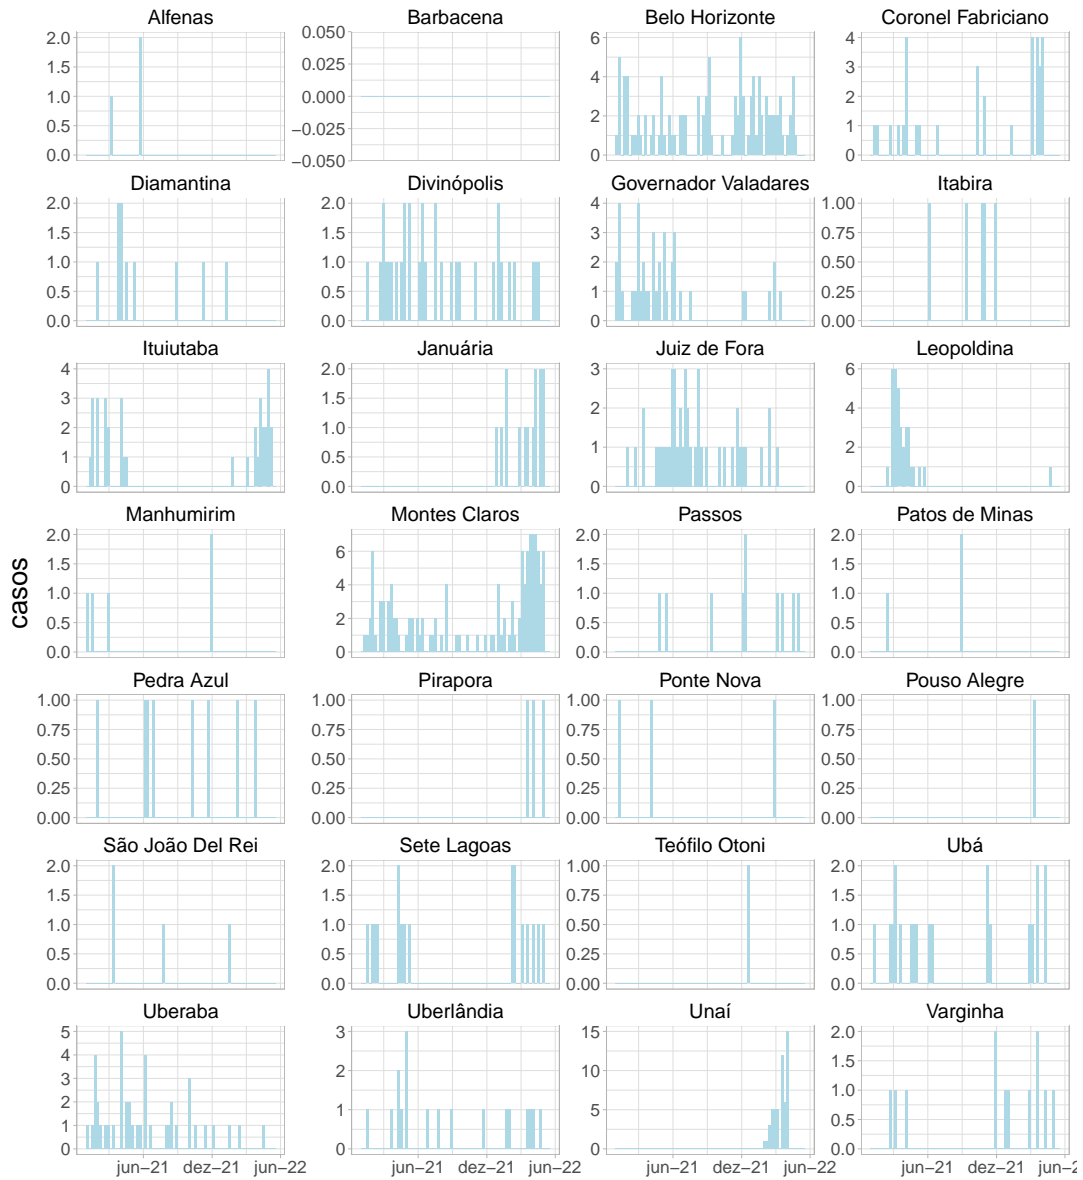 Alfenas Barbacena Belo Horizonte Coronel Fabriciano
2.0 1.5 1.0 0.5 0.0
0.050 0.025 0.000 −0.025 −0.050
6 4 2 0
4 3 2 1 0
Diamantina Divinópolis Governador Valadares Itabira
2.0 1.5 1.0 0.5 0.0
2.0 1.5 1.0 0.5 0.0
4 3 2 1 0
1.00 0.75 0.50 0.25 0.00
Ituiutaba Januária Juiz de Fora Leopoldina
4 3 2 1 0
2.0 1.5 1.0 0.5 0.0
3 2 1 0
6 4 2 0
casos
Manhumirim Montes Claros Passos Patos de Minas
2.0 1.5 1.0 0.5 0.0
6 4 2 0
2.0 1.5 1.0 0.5 0.0
2.0 1.5 1.0 0.5 0.0
Pedra Azul Pirapora Ponte Nova Pouso Alegre
1.00 0.75 0.50 0.25 0.00
1.00 0.75 0.50 0.25 0.00
1.00 0.75 0.50 0.25 0.00
1.00 0.75 0.50 0.25 0.00
São João Del Rei Sete Lagoas Teófilo Otoni Ubá
2.0 1.5 1.0 0.5 0.0
2.0 1.5 1.0 0.5 0.0
1.00 0.75 0.50 0.25 0.00
2.0 1.5 1.0 0.5 0.0
Uberaba Uberlândia Unaí Varginha
5 4 3 2 1 0
3 2 1 0
15 10 5 0
2.0 1.5 1.0 0.5 0.0
jun−21 dez−21 jun−22 jun−21 dez−21 jun−22 jun−21 dez−21 jun−22 jun−21 dez−21 jun−2